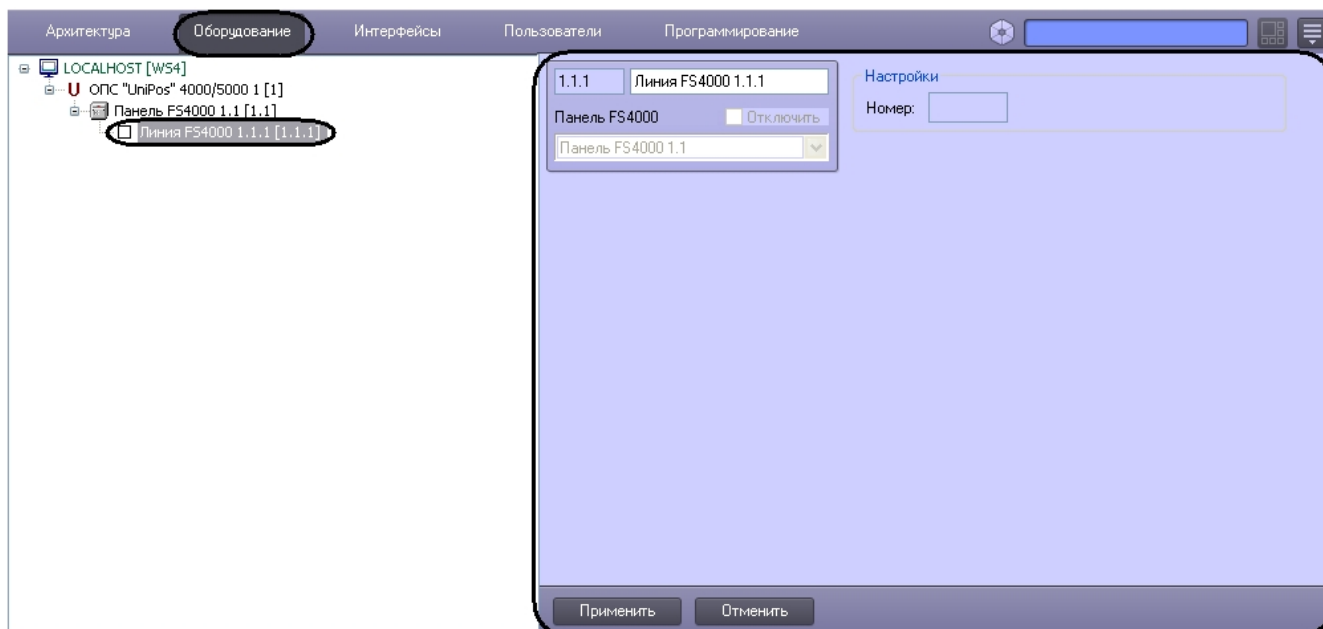 Архитектура Оборудование Интерфейсы Пользователи Программирование
LOCALHOST [WS4]
ОПС "UniPos" 4000/5000 1 [1]
Панель FS4000 1.1 [1.1]
Линия FS4000 1.1.1 [1.1.1]
1.1.1 Линия FS4000 1.1.1
Панель FS4000 Отключить
Панель FS4000 1.1
Настройки
Номер:
Применить Отменить